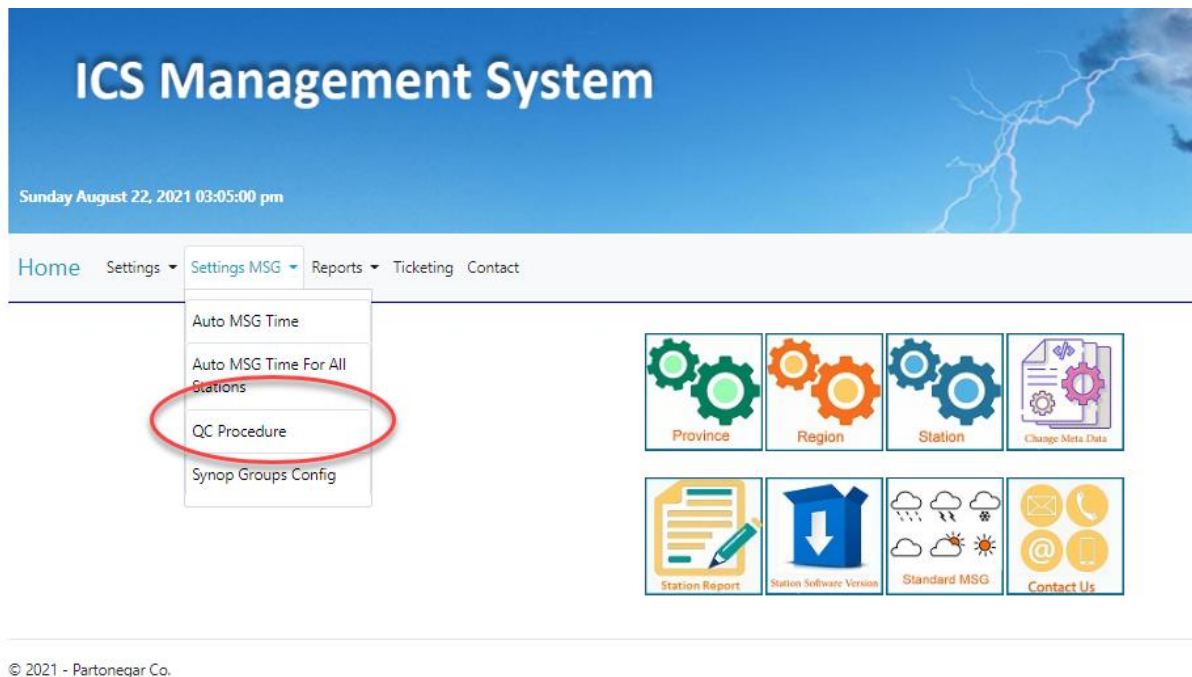 ICS Management System
Sunday August 22, 2021 03:05:00 pm
Home Settings Settings MSG Reports Ticketing Contact
Auto MSG Time
Auto MSG Time For All
Stations
QC Procedure
Synop Groups Config
Province Region Station Change Meta Data
Station Report Station Software Version Standard MSG Contact Us
© 2021 - Partonegar Co.